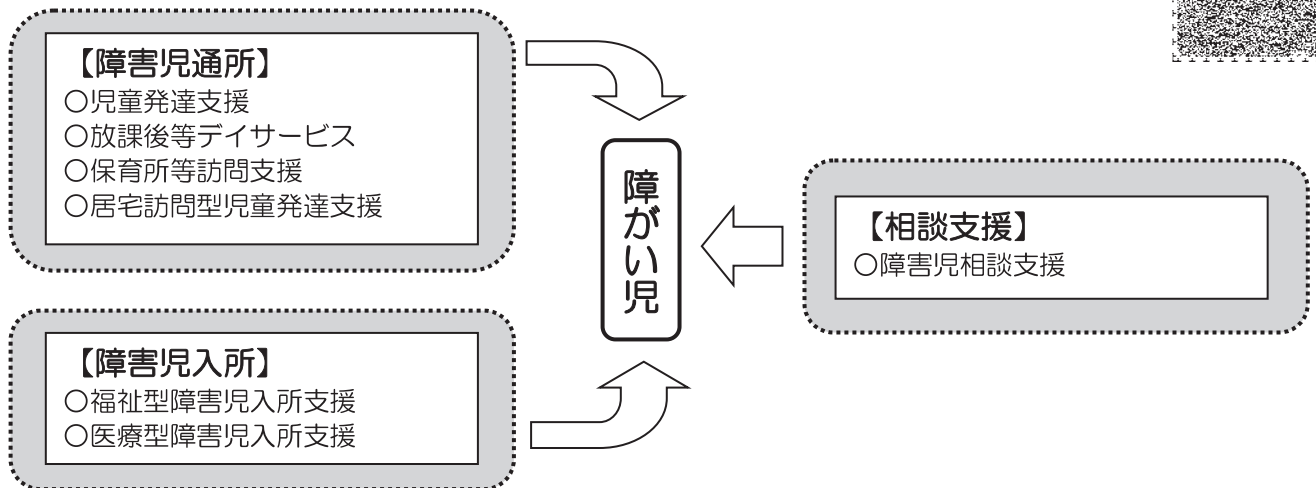 【障害児通所】
○児童発達支援
○放課後等デイサービス
○保育所等訪問支援
○居宅訪問型児童発達支援
障がい児
【相談支援】
○障害児相談支援
【障害児入所】
○福祉型障害児入所支援
○医療型障害児入所支援